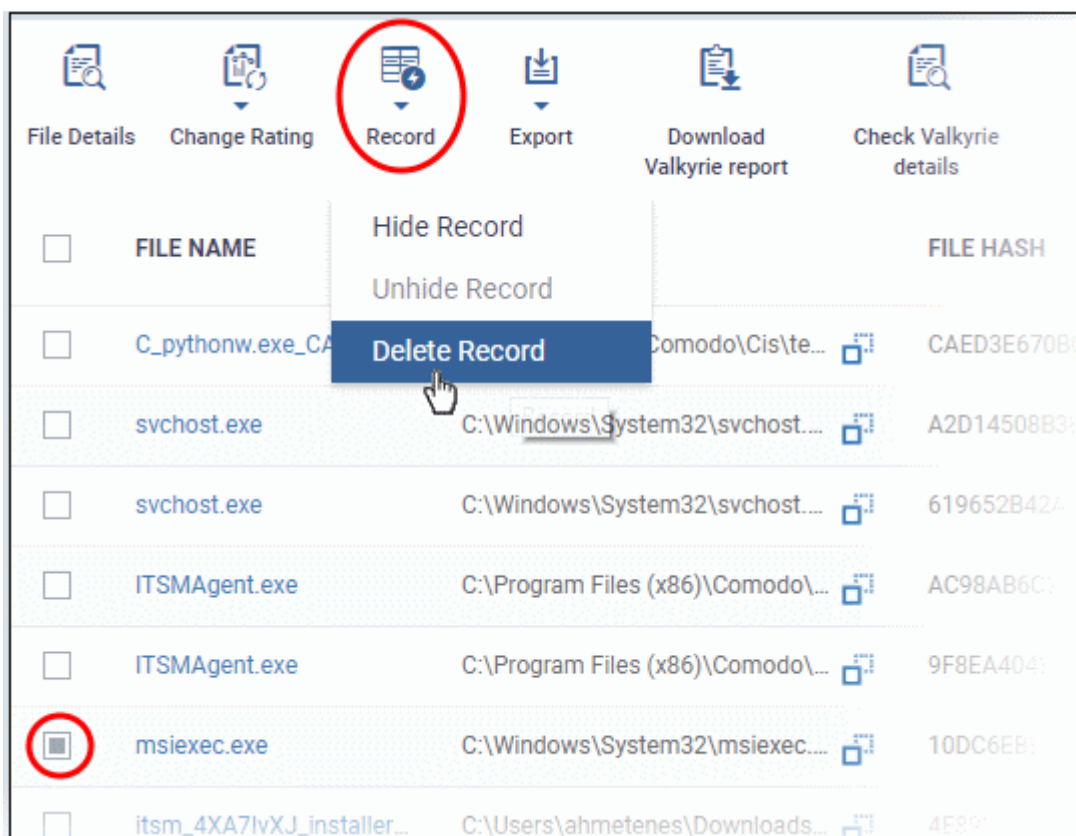 File Details
Change Rating
Record
Export
Download
Valkyrie report
Check Valkyrie
details
Hide Record
Unhide Record
Delete Record
FILE NAME
FILE HASH
C_pythonw.exe_CA
Comodo\Cis\te...
CAED3E670B
svchost.exe
C:\Windows\System32\svchost....
A2D14508B3
svchost.exe
C:\Windows\System32\svchost....
619652B42A
ITSMAgent.exe
C:\Program Files (x86)\Comodo\...
AC98AB6C
ITSMAgent.exe
C:\Program Files (x86)\Comodo\...
9F8EA404
msiexec.exe
C:\Windows\System32\msiexec....
10DC6EB
itsm_4XA7IvXJ_installer...
C:\Users\ahmetenes\Downloads...